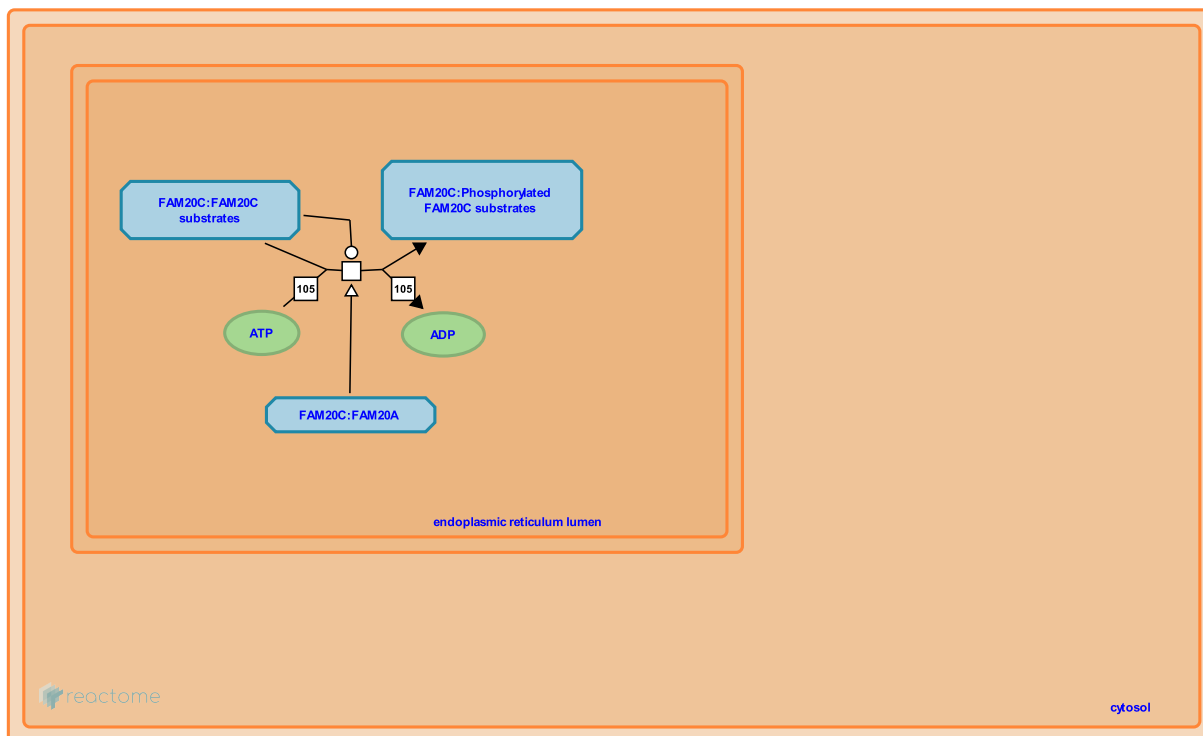 FAM20C:FAM20C
substrates
FAM20C:Phosphorylated
FAM20C substrates
105
105
ATP
ADP
FAM20C:FAM20A
endoplasmic reticulum lumen
reactome
cytosol